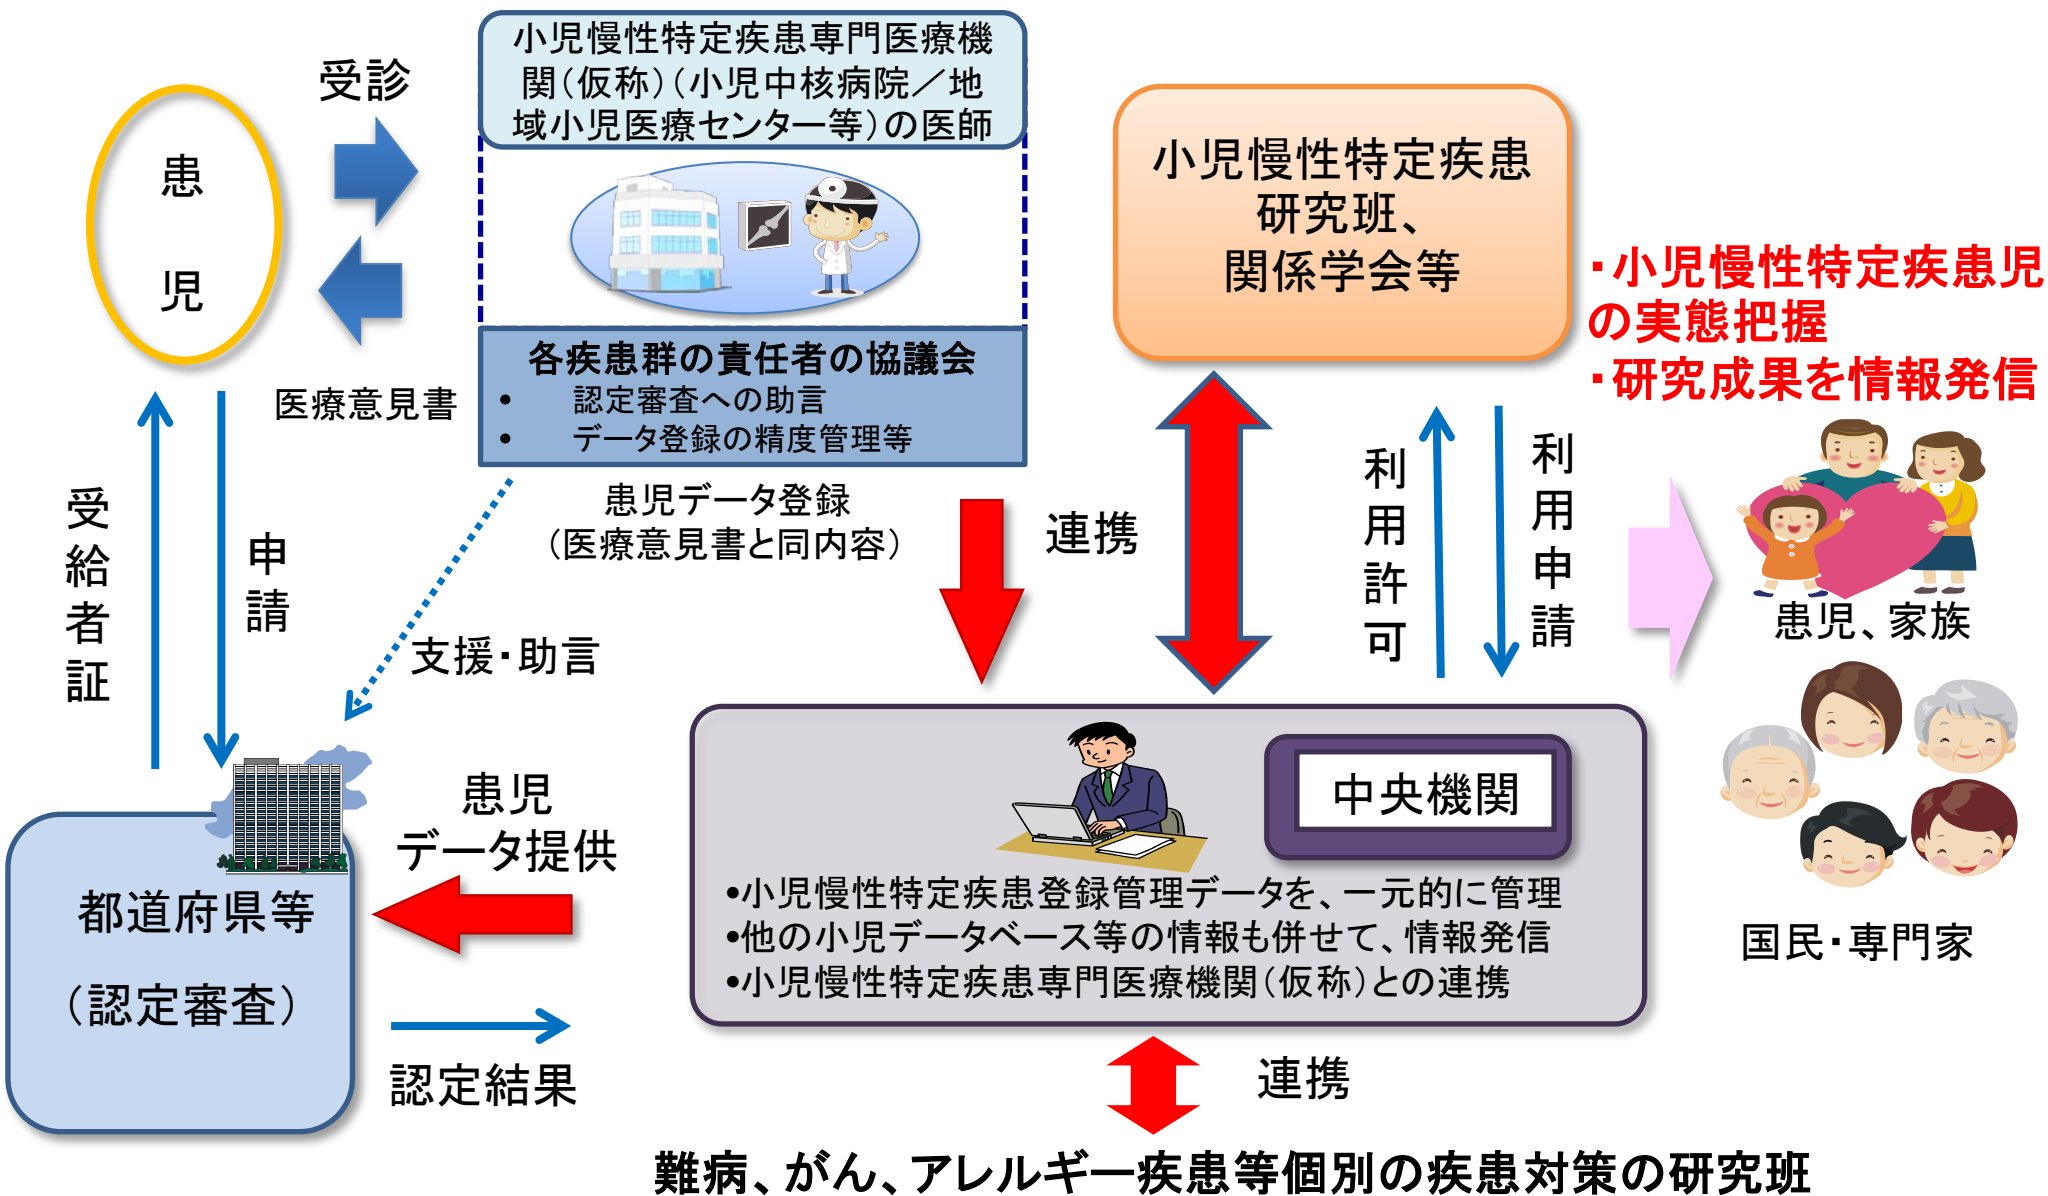 小児慢性特定疾患専門医療機
関（仮称）（小児中核病院／地
域小児医療センター等）の医師
受診
患
児
医療意見書
各疾患群の責任者の協議会
• 認定審査への助言
• データ登録の精度管理等
小児慢性特定疾患
研究班、
関係学会等
・小児慢性特定疾患児
の実態把握
・研究成果を情報発信
受給者証
申請
患児データ登録
（医療意見書と同内容）
支援・助言
連携
利用許可
利用申請
患児、家族
国民・専門家
患児
データ提供
都道府県等
（認定審査）
認定結果
中央機関
•小児慢性特定疾患登録管理データを、一元的に管理
•他の小児データベース等の情報も併せて、情報発信
•小児慢性特定疾患専門医療機関（仮称）との連携
連携
難病、がん、アレルギー疾患等個別の疾患対策の研究班